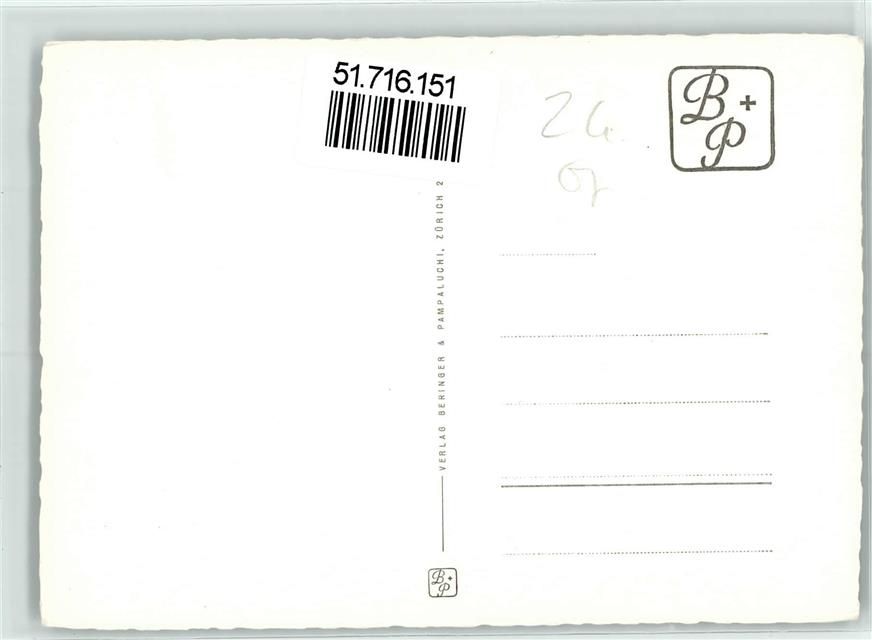 51.716.151
B + P
VERLAG BERINGER & PAMPALUCHI, ZÜRICH 2
B + P